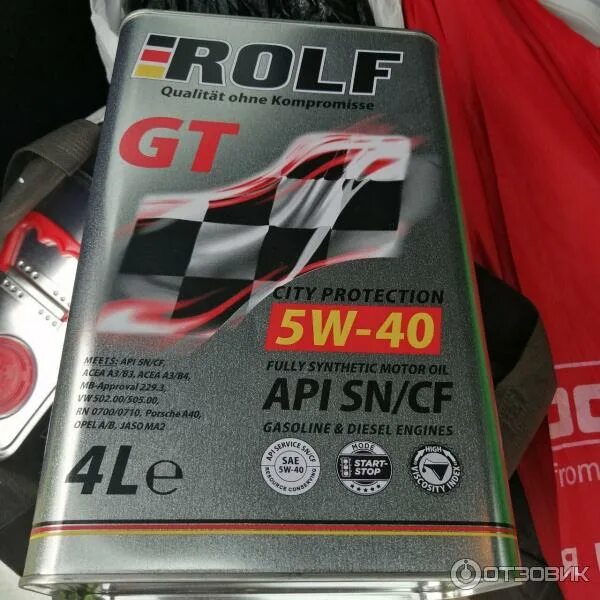 ROLF
Qualität ohne Kompromisse
GT
CITY PROTECTION
5W-40
FULLY SYNTHETIC MOTOR OIL
API SN/CF
GASOLINE & DIESEL ENGINES
MEETS: API SN/CF,
ACEA A3/B3, ACEA A3/B4,
MB-Approval 229.3,
VW 502.00/505.00,
RN 0700/0710, Porsche A40,
OPEL A/B, JASO MA2
4L℮
API SERVICE SN/CF
SAE
5W-40
RESOURCE CONSERVING
MODE
START-
STOP
HIGH
VISCOSITY INDEX
From
ОТЗОВИК